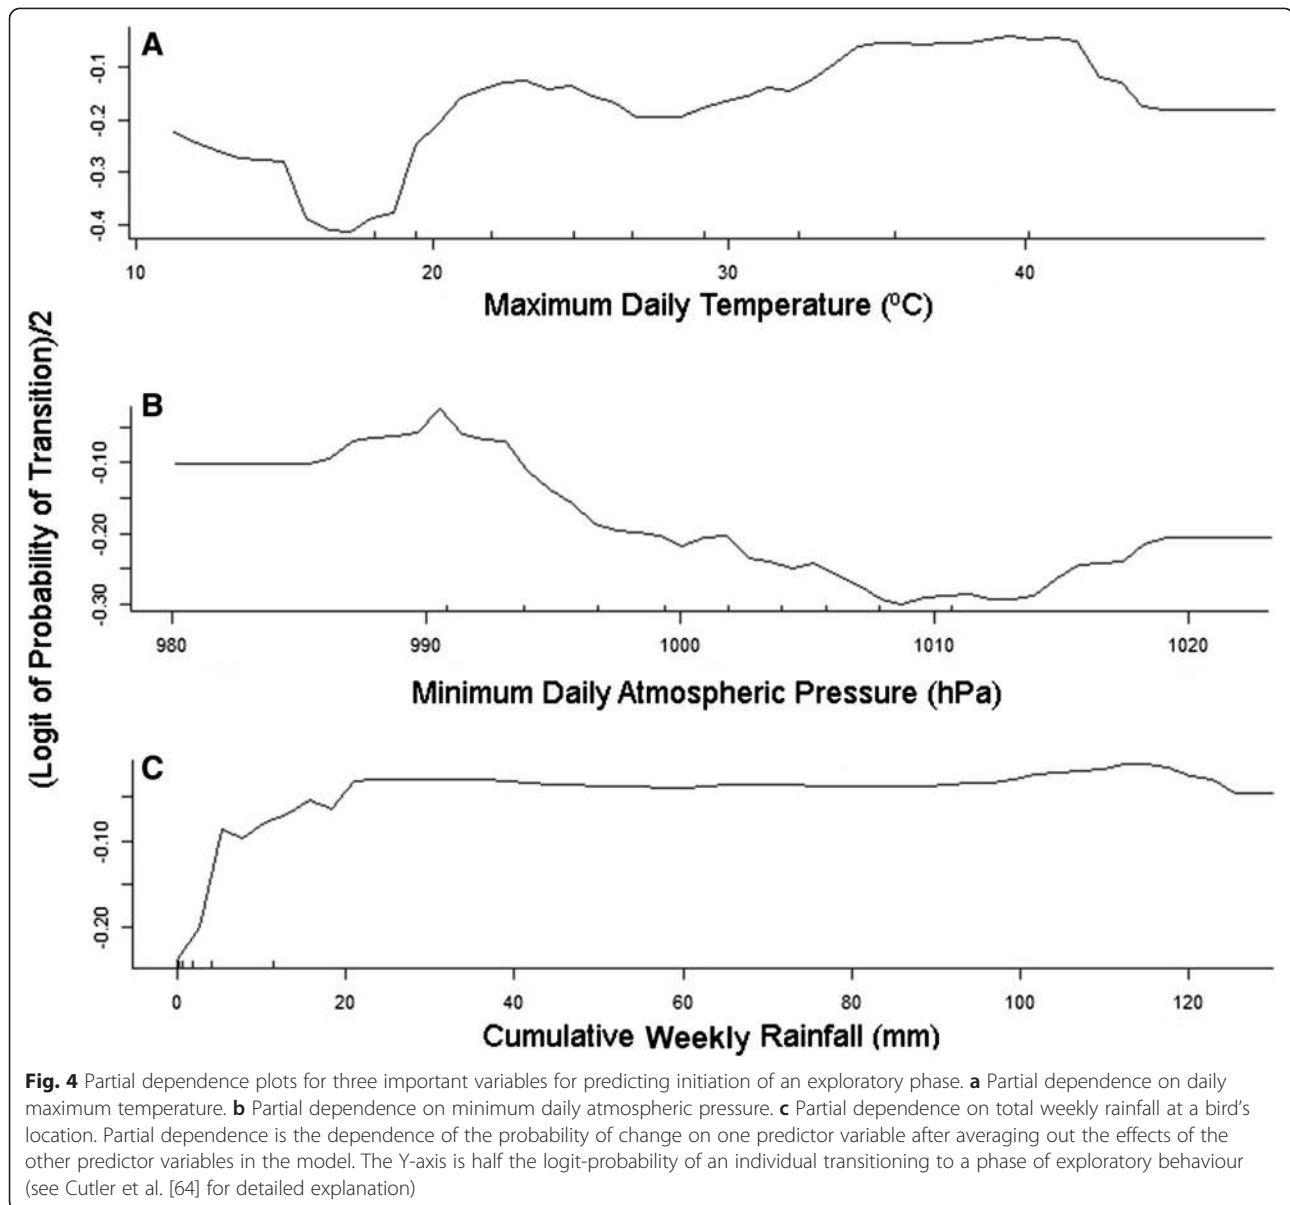 A
-0.1
-0.2
-0.3
-0.4
10 20 30 40
Maximum Daily Temperature (⁰C)
(Logit of Probability of Transition)/2
B
-0.10
-0.20
-0.30
980 990 1000 1010 1020
Minimum Daily Atmospheric Pressure (hPa)
C
-0.10
-0.20
0 20 40 60 80 100 120
Cumulative Weekly Rainfall (mm)
Fig. 4 Partial dependence plots for three important variables for predicting initiation of an exploratory phase. a Partial dependence on daily
maximum temperature. b Partial dependence on minimum daily atmospheric pressure. c Partial dependence on total weekly rainfall at a bird's
location. Partial dependence is the dependence of the probability of change on one predictor variable after averaging out the effects of the
other predictor variables in the model. The Y-axis is half the logit-probability of an individual transitioning to a phase of exploratory behaviour
(see Cutler et al. [64] for detailed explanation)